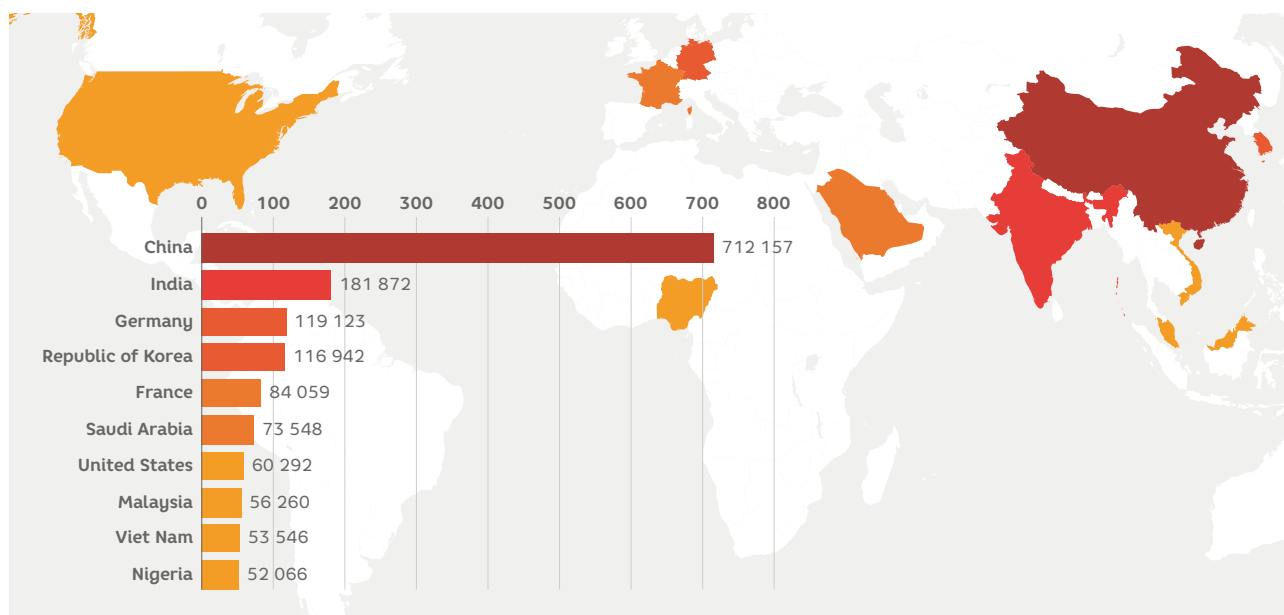 0 100 200 300 400 500 600 700 800
China 712 157
India 181 872
Germany 119 123
Republic of Korea 116 942
France 84 059
Saudi Arabia 73 548
United States 60 292
Malaysia 56 260
Viet Nam 53 546
Nigeria 52 066